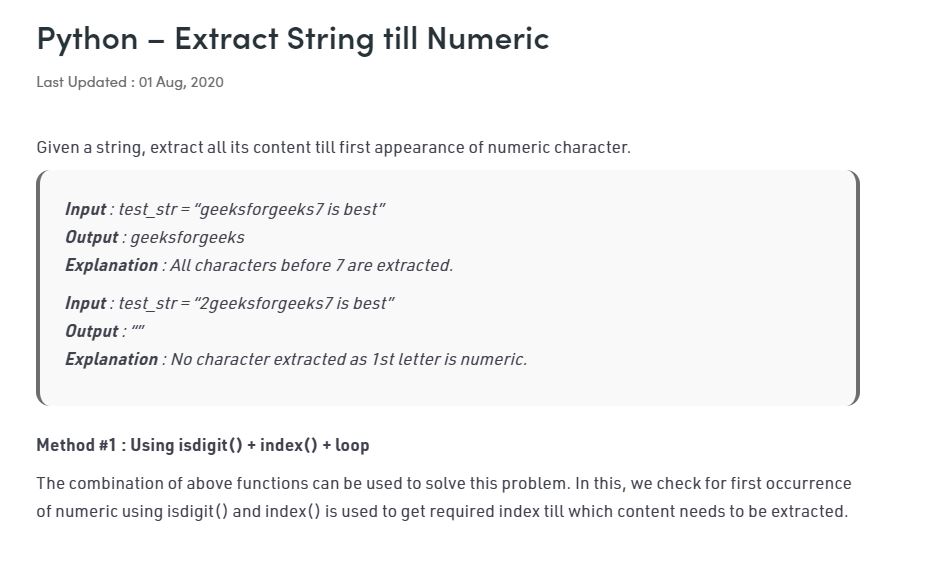 Python – Extract String till Numeric
Last Updated : 01 Aug, 2020
Given a string, extract all its content till first appearance of numeric character.
Input : test_str = “geeksforgeeks7 is best”
Output : geeksforgeeks
Explanation : All characters before 7 are extracted.
Input : test_str = “2geeksforgeeks7 is best”
Output : “”
Explanation : No character extracted as 1st letter is numeric.
Method #1 : Using isdigit() + index() + loop
The combination of above functions can be used to solve this problem. In this, we check for first occurrence
of numeric using isdigit() and index() is used to get required index till which content needs to be extracted.